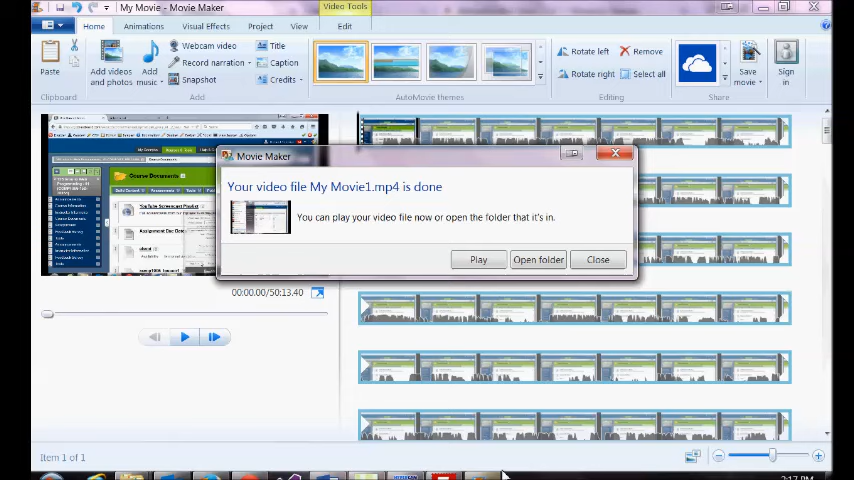 My Movie - Movie Maker
Video Tools
Home
Animations
Visual Effects
Project
View
Edit
Paste
Add videos and photos
Add music
Webcam video
Record narration
Snapshot
Title
Caption
Credits
Rotate left
Rotate right
Remove
Select all
Save movie
Sign in
Clipboard
Add
AutoMovie themes
Editing
Share
Course Documents
Movie Maker
Your video file My Movie1.mp4 is done
You can play your video file now or open the folder that it's in.
Play
Open folder
Close
00:00.00/50:13.40
Item 1 of 1